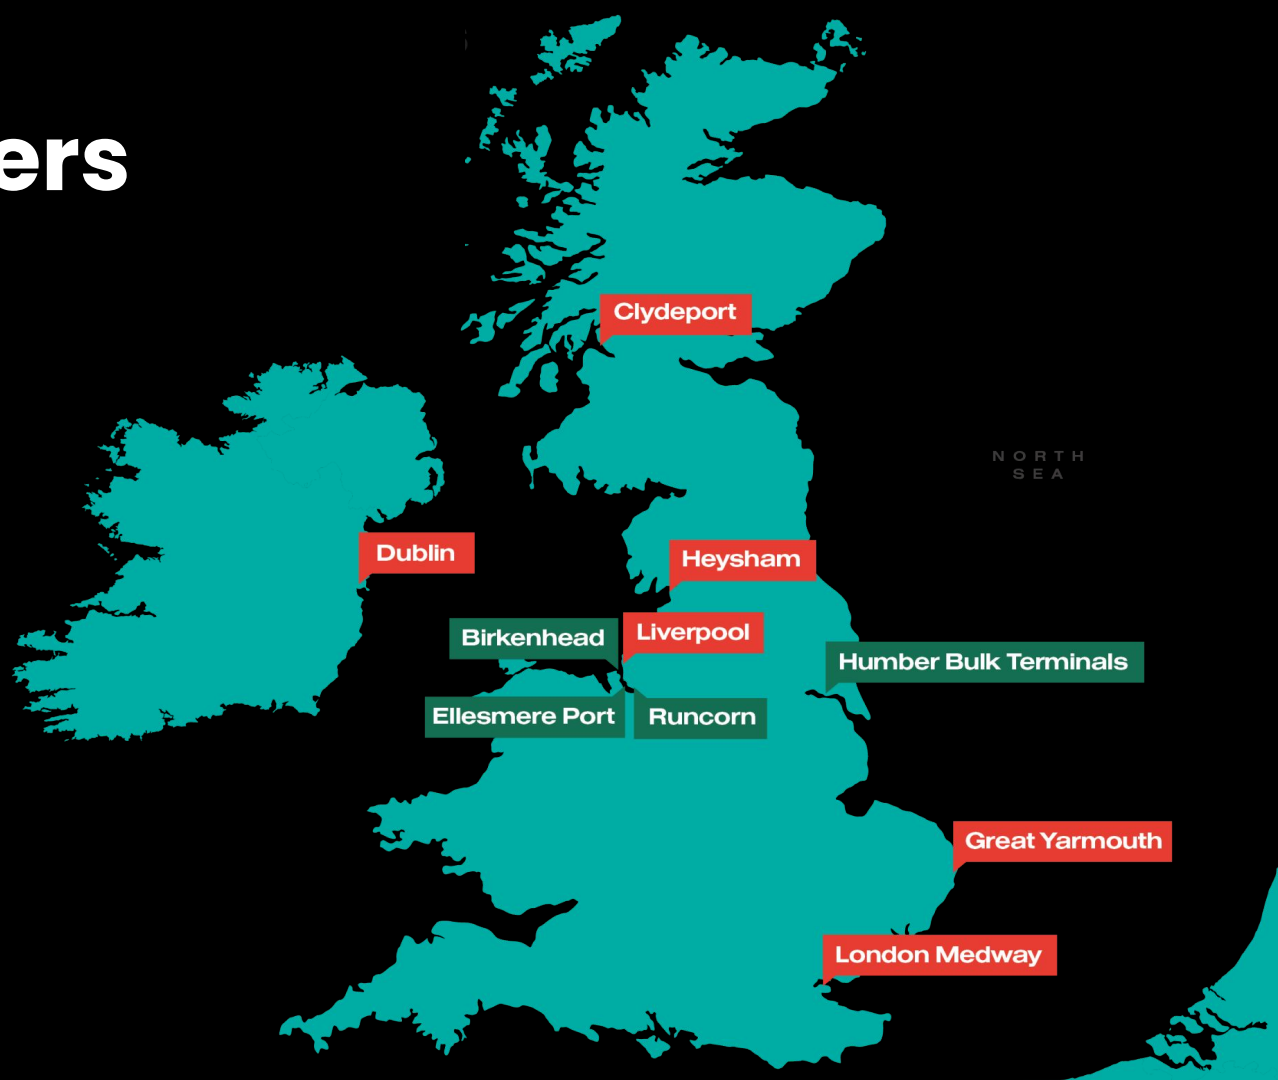 ers
Clydeport
NORTH
SEA
Dublin
Heysham
Birkenhead
Liverpool
Humber Bulk Terminals
Ellesmere Port
Runcorn
Great Yarmouth
London Medway